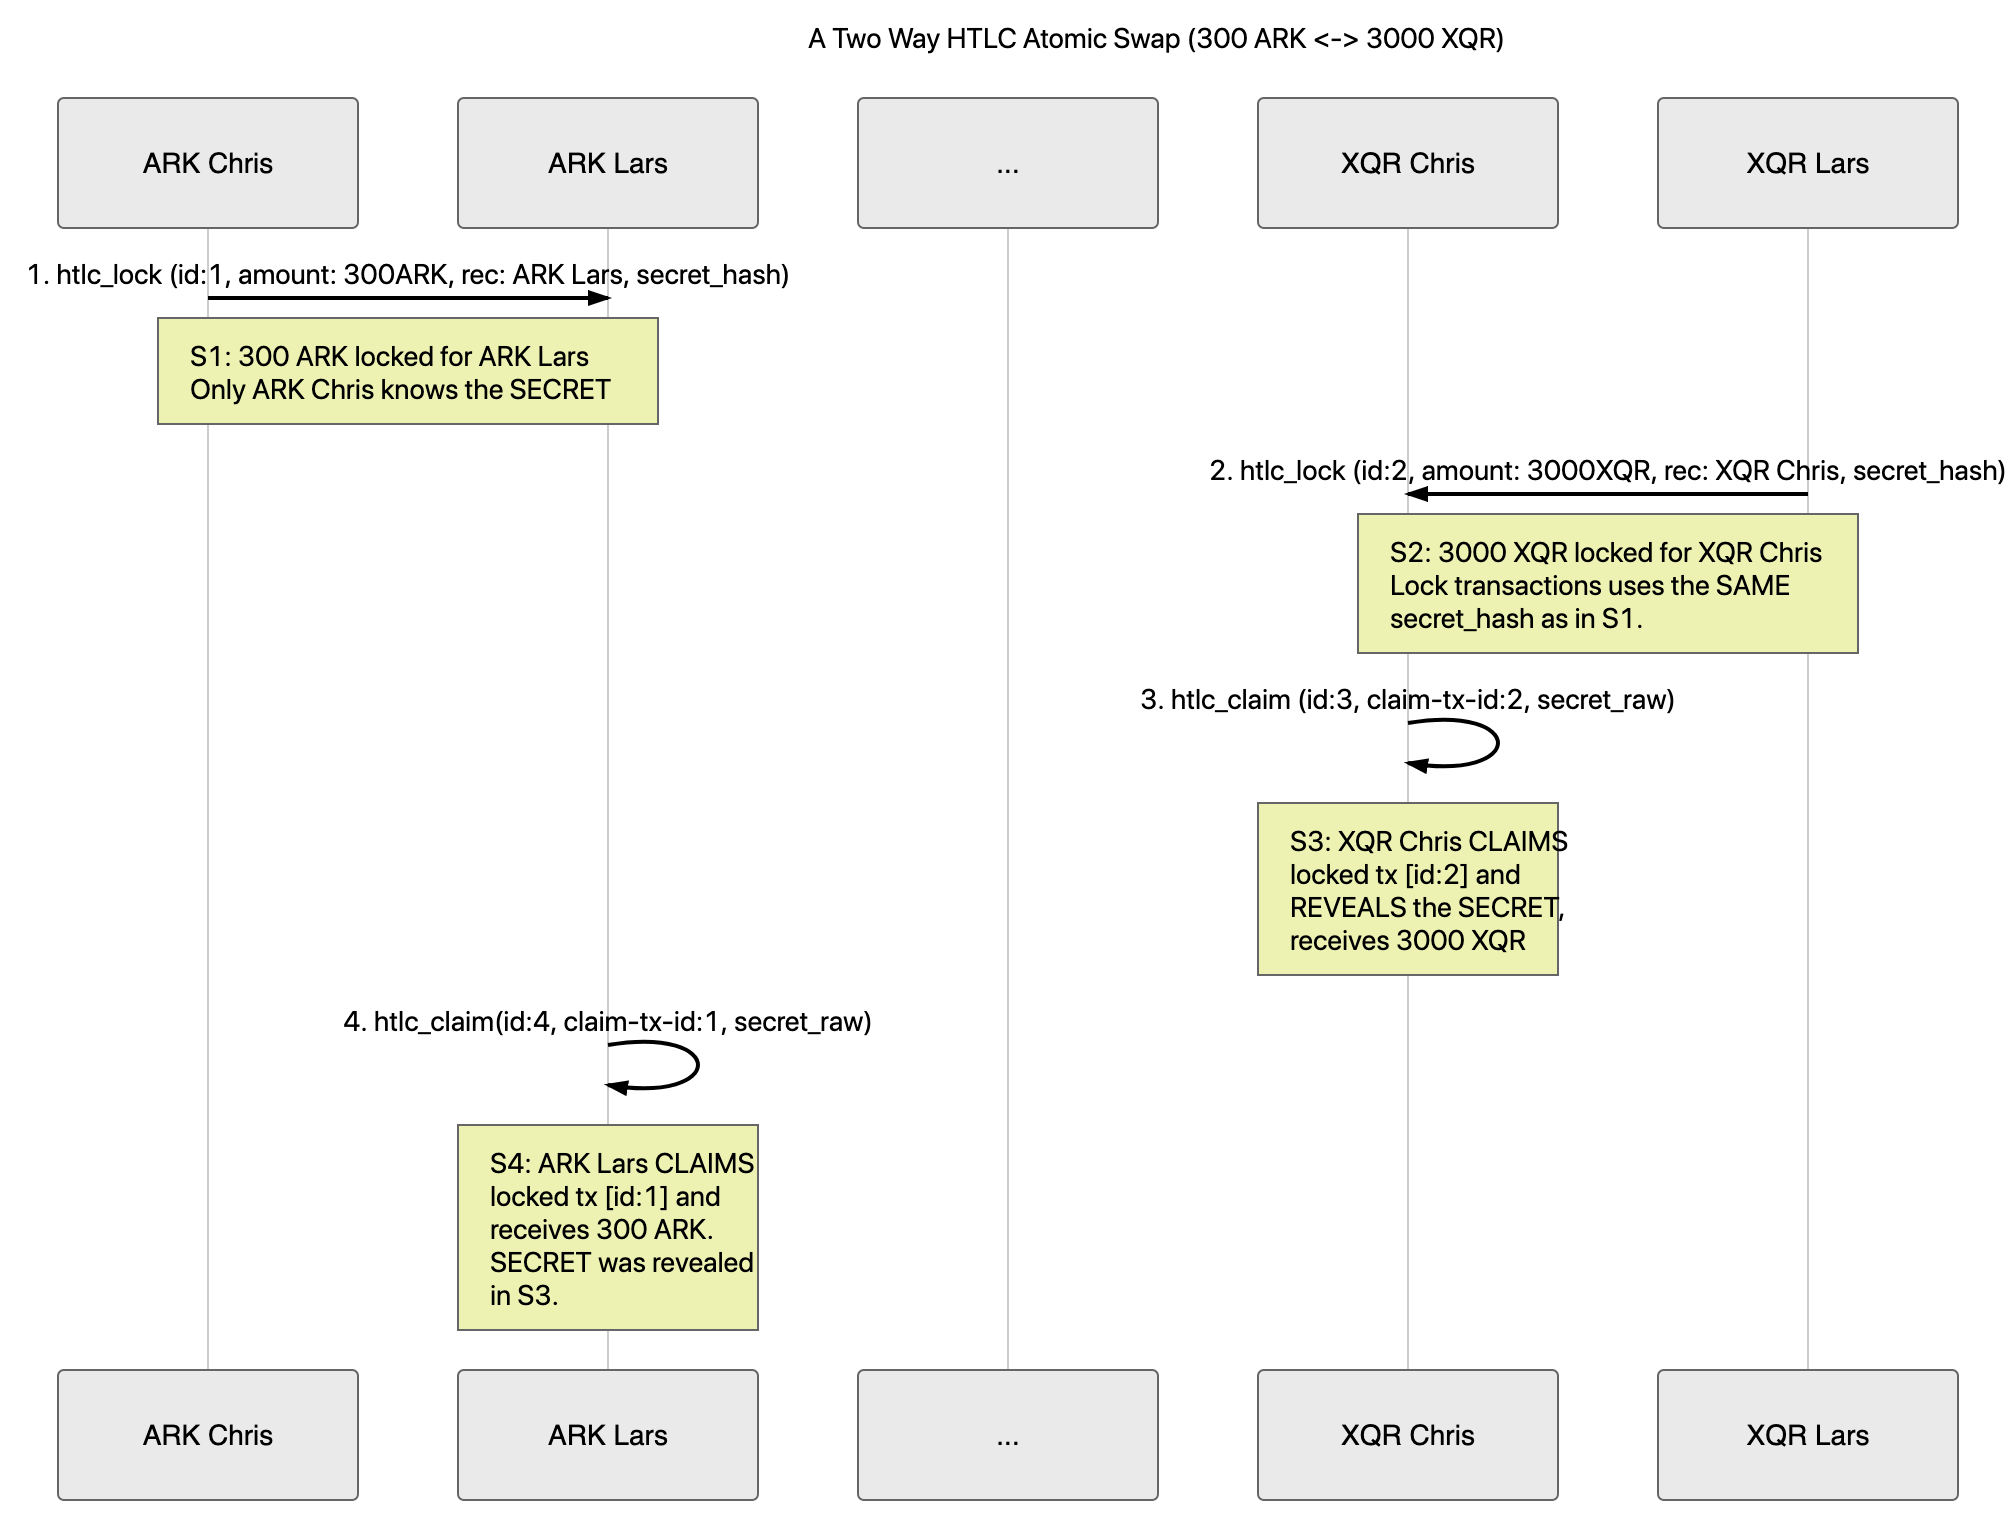 A Two Way HTLC Atomic Swap (300 ARK <-> 3000 XQR)
ARK Chris
ARK Lars
...
XQR Chris
XQR Lars
1. htlc_lock (id:1, amount: 300ARK, rec: ARK Lars, secret_hash)
S1: 300 ARK locked for ARK Lars
Only ARK Chris knows the SECRET
2. htlc_lock (id:2, amount: 3000XQR, rec: XQR Chris, secret_hash)
S2: 3000 XQR locked for XQR Chris
Lock transactions uses the SAME
secret_hash as in S1.
3. htlc_claim (id:3, claim-tx-id:2, secret_raw)
S3: XQR Chris CLAIMS
locked tx [id:2] and
REVEALS the SECRET,
receives 3000 XQR
4. htlc_claim(id:4, claim-tx-id:1, secret_raw)
S4: ARK Lars CLAIMS
locked tx [id:1] and
receives 300 ARK.
SECRET was revealed
in S3.
ARK Chris
ARK Lars
...
XQR Chris
XQR Lars